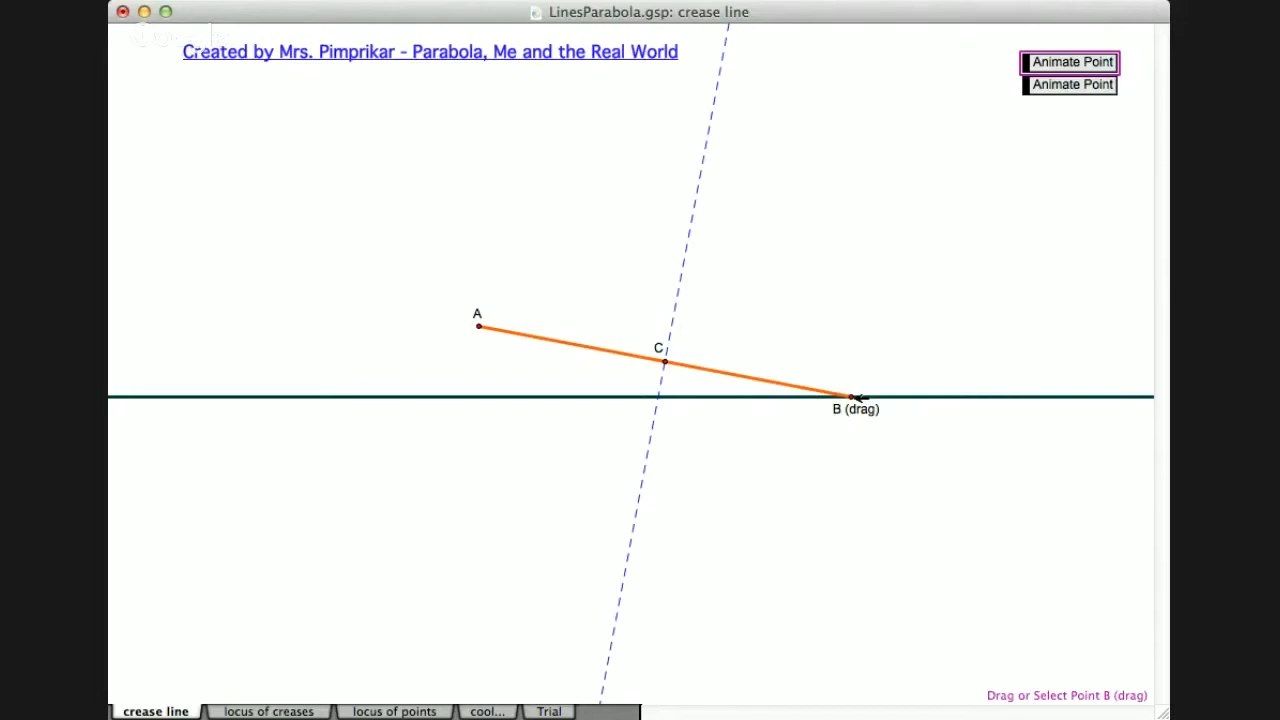 LinesParabola.gsp: crease line
Created by Mrs. Pimprikar - Parabola, Me and the Real World
Animate Point
Animate Point
A
C
B (drag)
Drag or Select Point B (drag)
crease line
locus of creases
locus of points
cool...
Trial